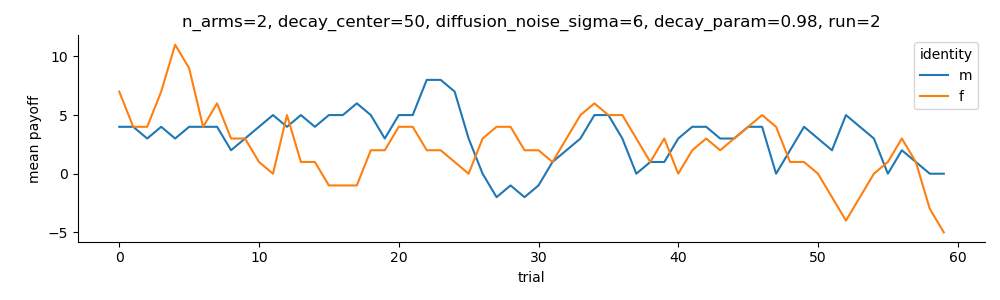 n_arms=2, decay_center=50, diffusion_noise_sigma=6, decay_param=0.98, run=2
mean payoff
10
5
0
−5
identity
m
f
0 10 20 30 40 50 60
trial